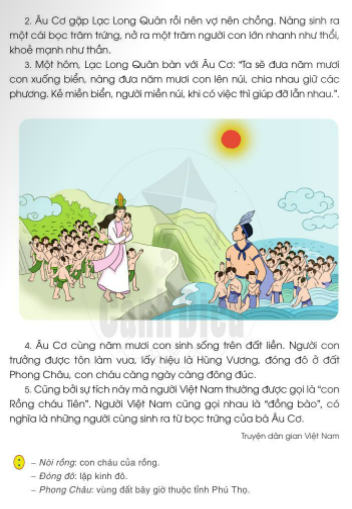 2. Âu Cơ gặp Lạc Long Quân rồi nên vợ nên chồng. Nàng sinh ra
một cái bọc trăm trứng, nở ra một trăm người con lớn nhanh như thổi,
khoẻ mạnh như thần.
3. Một hôm, Lạc Long Quân bàn với Âu Cơ: “Ta sẽ đưa năm mươi
con xuống biển, nàng đưa năm mươi con lên núi, chia nhau giữ các
phương. Kẻ miền biển, người miền núi, khi có việc thì giúp đỡ lẫn nhau.”.
Cánh Diều
4. Âu Cơ cùng năm mươi con sinh sống trên đất liền. Người con
trưởng được tôn làm vua, lấy hiệu là Hùng Vương, đóng đô ở đất
Phong Châu, con cháu càng ngày càng đông đúc.
5. Cũng bởi sự tích này mà người Việt Nam thường được gọi là “con
Rồng cháu Tiên”. Người Việt Nam cũng gọi nhau là “đồng bào”, có
nghĩa là những người cùng sinh ra từ bọc trứng của bà Âu Cơ.
Truyện dân gian Việt Nam
– Nòi rồng: con cháu của rồng.
– Đóng đô: lập kinh đô.
– Phong Châu: vùng đất bây giờ thuộc tỉnh Phú Thọ.